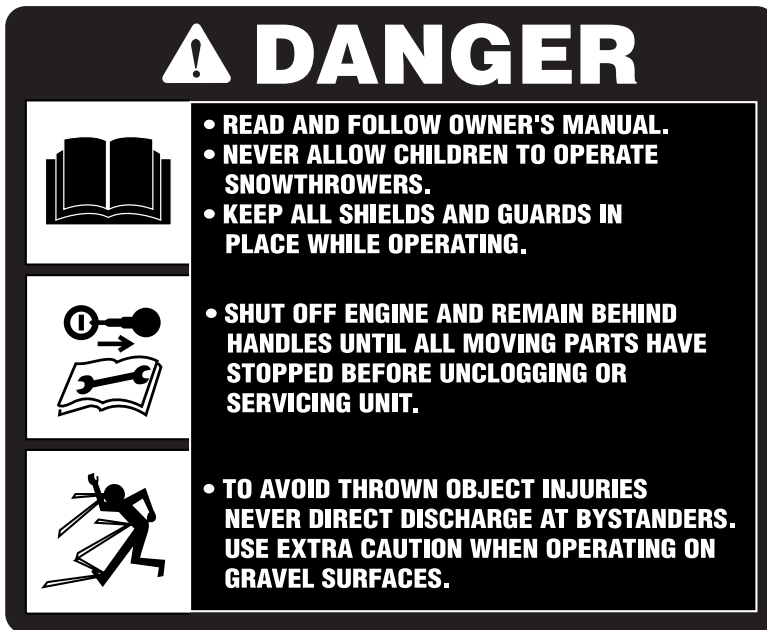 DANGER
• READ AND FOLLOW OWNER'S MANUAL.
• NEVER ALLOW CHILDREN TO OPERATE
SNOWTHROWERS.
• KEEP ALL SHIELDS AND GUARDS IN
PLACE WHILE OPERATING.
• SHUT OFF ENGINE AND REMAIN BEHIND
HANDLES UNTIL ALL MOVING PARTS HAVE
STOPPED BEFORE UNCLOGGING OR
SERVICING UNIT.
• TO AVOID THROWN OBJECT INJURIES
NEVER DIRECT DISCHARGE AT BYSTANDERS.
USE EXTRA CAUTION WHEN OPERATING ON
GRAVEL SURFACES.